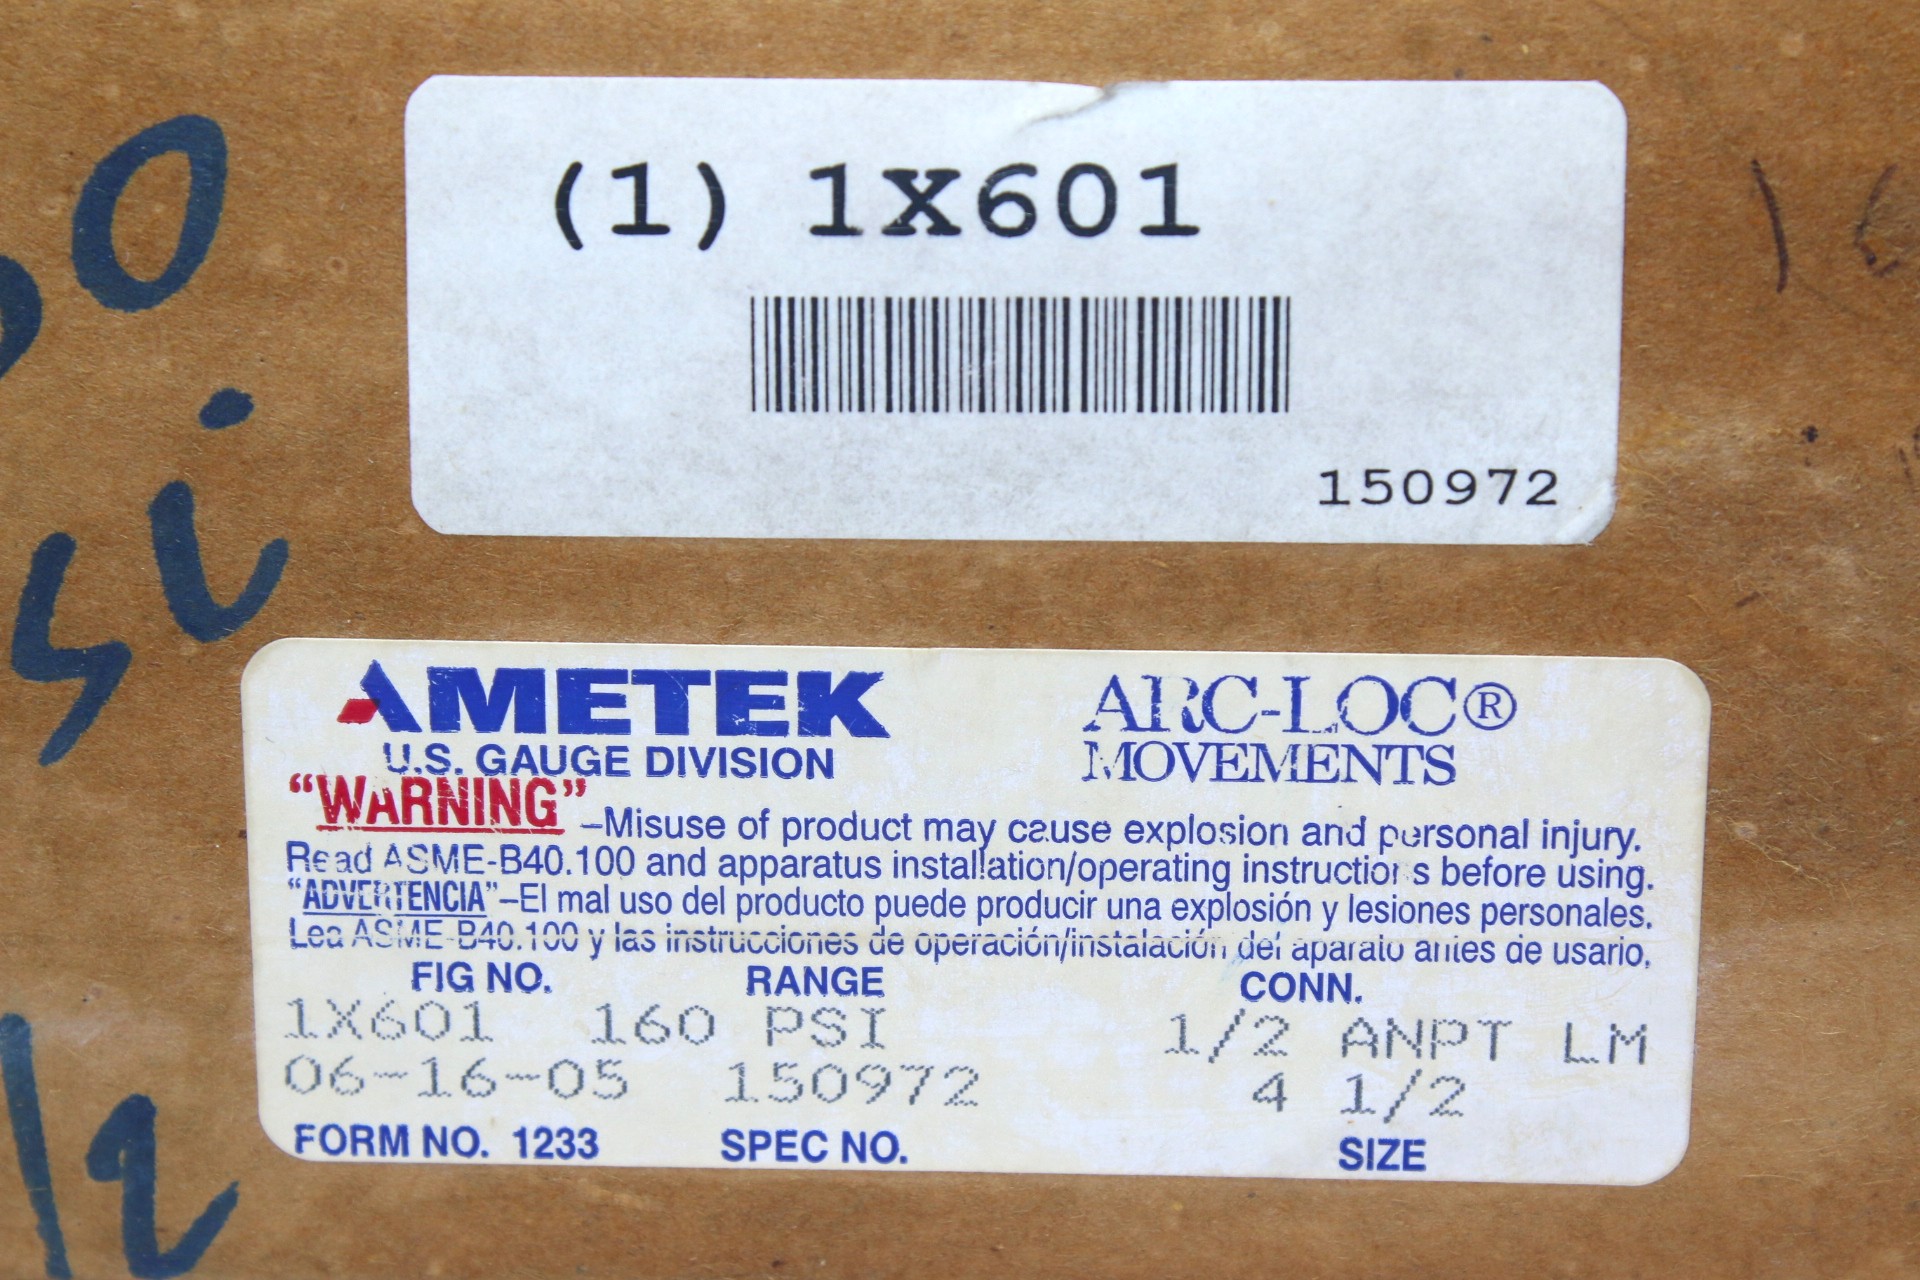 (1) 1X601
150972
AMETEK
U.S. GAUGE DIVISION
ARC-LOC®
MOVEMENTS
"WARNING" –Misuse of product may cause explosion and personal injury.
Read ASME-B40.100 and apparatus installation/operating instructions before using.
"ADVERTENCIA"–El mal uso del producto puede producir una explosión y lesiones personales.
Lea ASME-B40.100 y las instrucciones de operación/instalación del aparato antes de usario.
FIG NO. RANGE CONN.
1X601 160 PSI 1/2 ANPT LM
06-16-05 150972 4 1/2
FORM NO. 1233 SPEC NO. SIZE
si
1/2